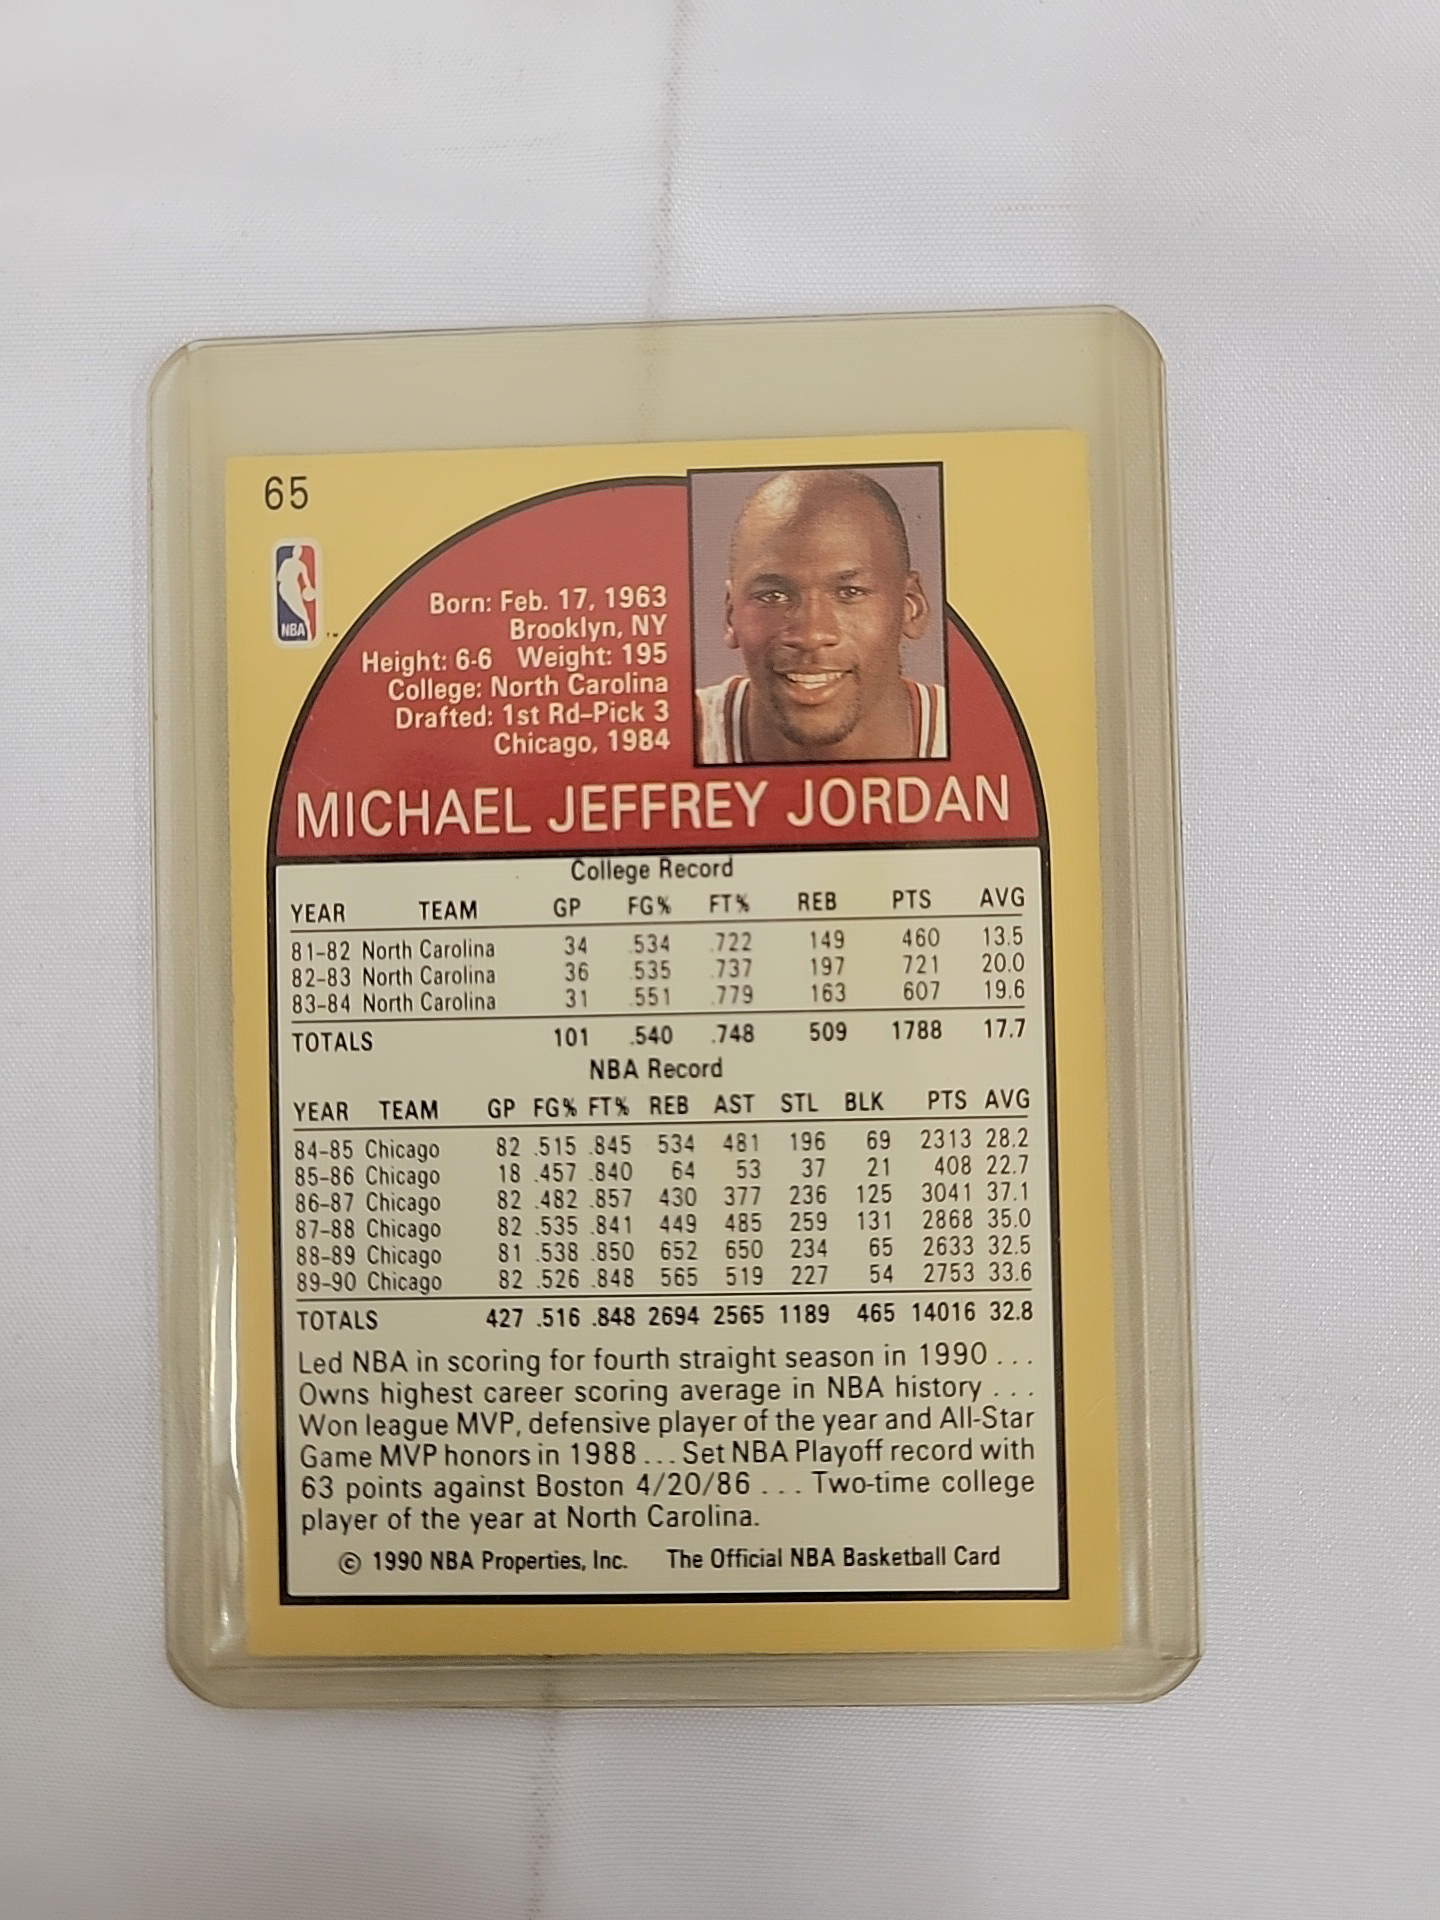 65
NBA
Born: Feb. 17, 1963
Brooklyn, NY
Height: 6-6 Weight: 195
College: North Carolina
Drafted: 1st Rd–Pick 3
Chicago, 1984
MICHAEL JEFFREY JORDAN
College Record
YEAR TEAM GP FG% FT% REB PTS AVG
81–82 North Carolina 34 .534 .722 149 460 13.5
82–83 North Carolina 36 .535 .737 197 721 20.0
83–84 North Carolina 31 .551 .779 163 607 19.6
TOTALS 101 .540 .748 509 1788 17.7
NBA Record
YEAR TEAM GP FG% FT% REB AST STL BLK PTS AVG
84–85 Chicago 82 .515 .845 534 481 196 69 2313 28.2
85–86 Chicago 18 .457 .840 64 53 37 21 408 22.7
86–87 Chicago 82 .482 .857 430 377 236 125 3041 37.1
87–88 Chicago 82 .535 .841 449 485 259 131 2868 35.0
88–89 Chicago 81 .538 .850 652 650 234 65 2633 32.5
89–90 Chicago 82 .526 .848 565 519 227 54 2753 33.6
TOTALS 427 .516 .848 2694 2565 1189 465 14016 32.8
Led NBA in scoring for fourth straight season in 1990 . . .
Owns highest career scoring average in NBA history . . .
Won league MVP, defensive player of the year and All-Star
Game MVP honors in 1988 . . . Set NBA Playoff record with
63 points against Boston 4/20/86 . . . Two-time college
player of the year at North Carolina.
© 1990 NBA Properties, Inc. The Official NBA Basketball Card